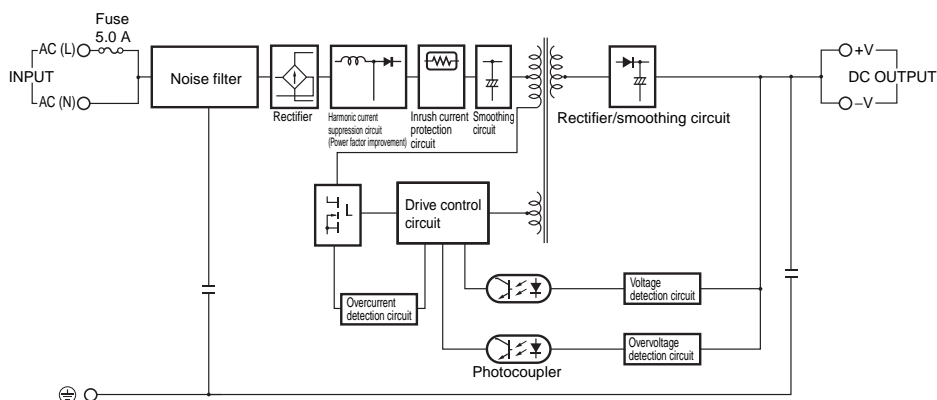 Fuse
5.0 A
AC (L)
INPUT
AC (N)
Noise filter
Rectifier
Harmonic current
suppression circuit
(Power factor improvement)
Inrush current
protection
circuit
Smoothing
circuit
Rectifier/smoothing circuit
+V
DC OUTPUT
–V
Drive control
circuit
Overcurrent
detection circuit
Voltage
detection circuit
Overvoltage
detection circuit
Photocoupler